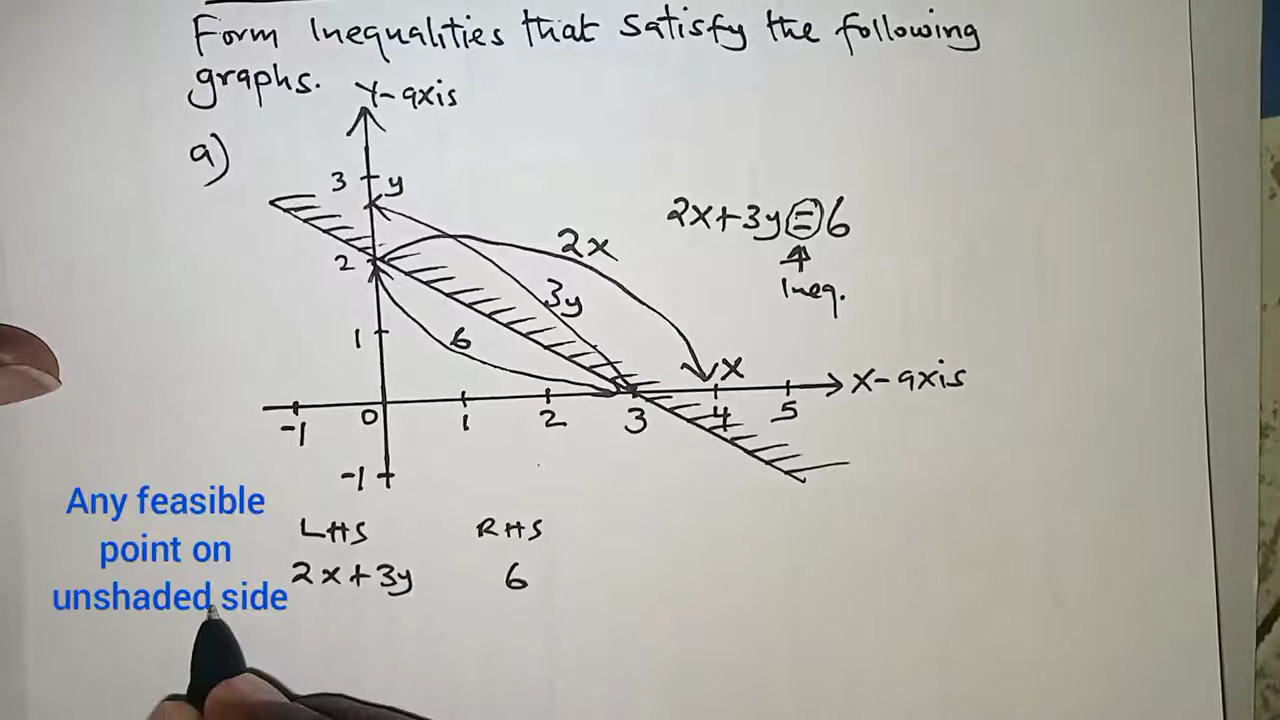 Form Inequalities that satisfy the following
graphs.
Y-axis
a)
3
y
2x+3y=6
2x
2
Ineq.
3y
1
6
x
X-axis
-1
0
1
2
3
4
5
-1
Any feasible
point on
unshaded side
LHS
RHS
2x+3y
6